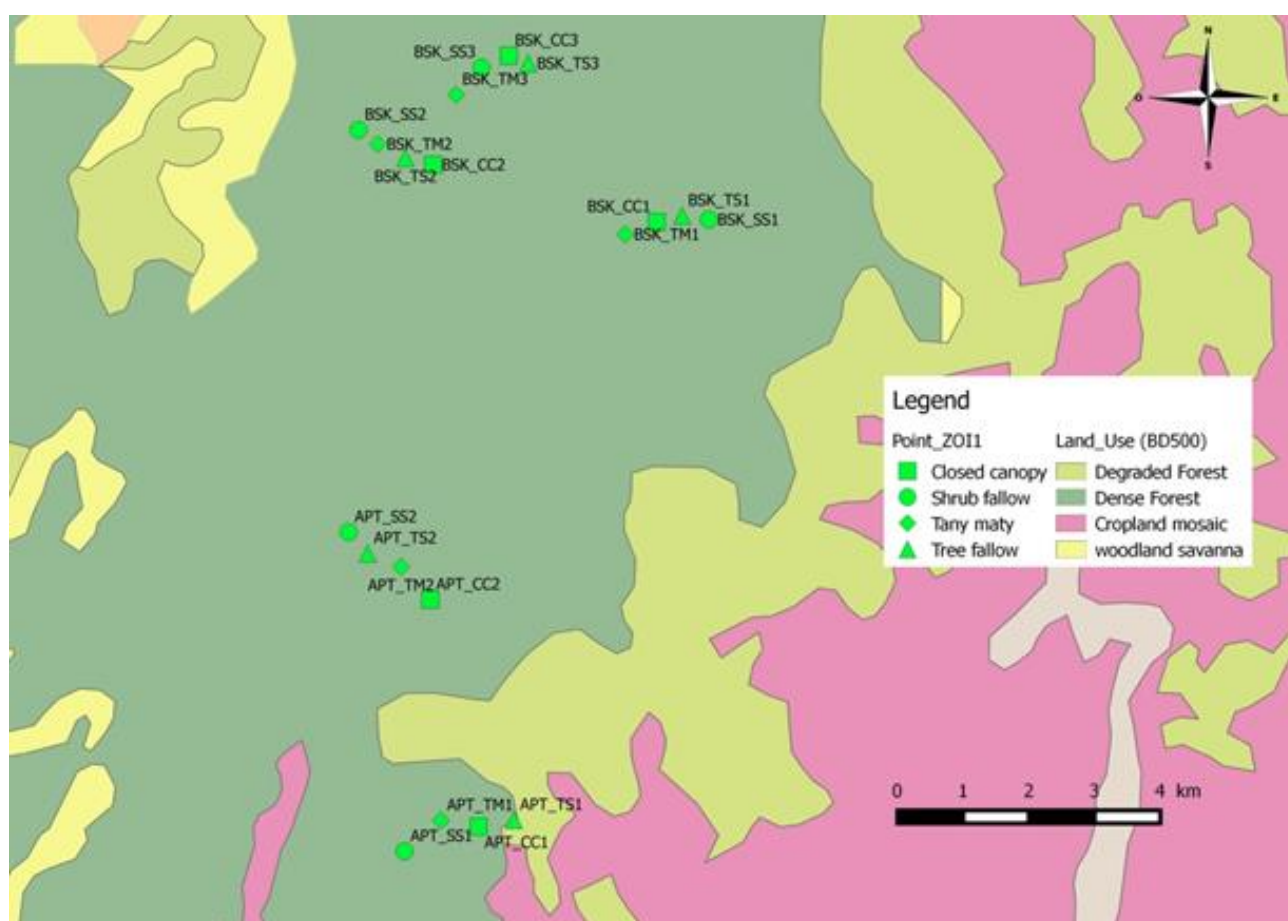 BSK_CC3
BSK_SS3
BSK_TS3
BSK_TM3
N
O
E
S
BSK_SS2
BSK_TM2
BSK_TS2
BSK_CC2
BSK_CC1
BSK_TS1
BSK_TM1
BSK_SS1
Legend
Point_ZOI1
Closed canopy
Shrub fallow
Tany maty
Tree fallow
Land_Use (BD500)
Degraded Forest
Dense Forest
Cropland mosaic
woodland savanna
APT_SS2
APT_TS2
APT_TM2
APT_CC2
0 1 2 3 4 km
APT_TM1
APT_TS1
APT_SS1
APT_CC1